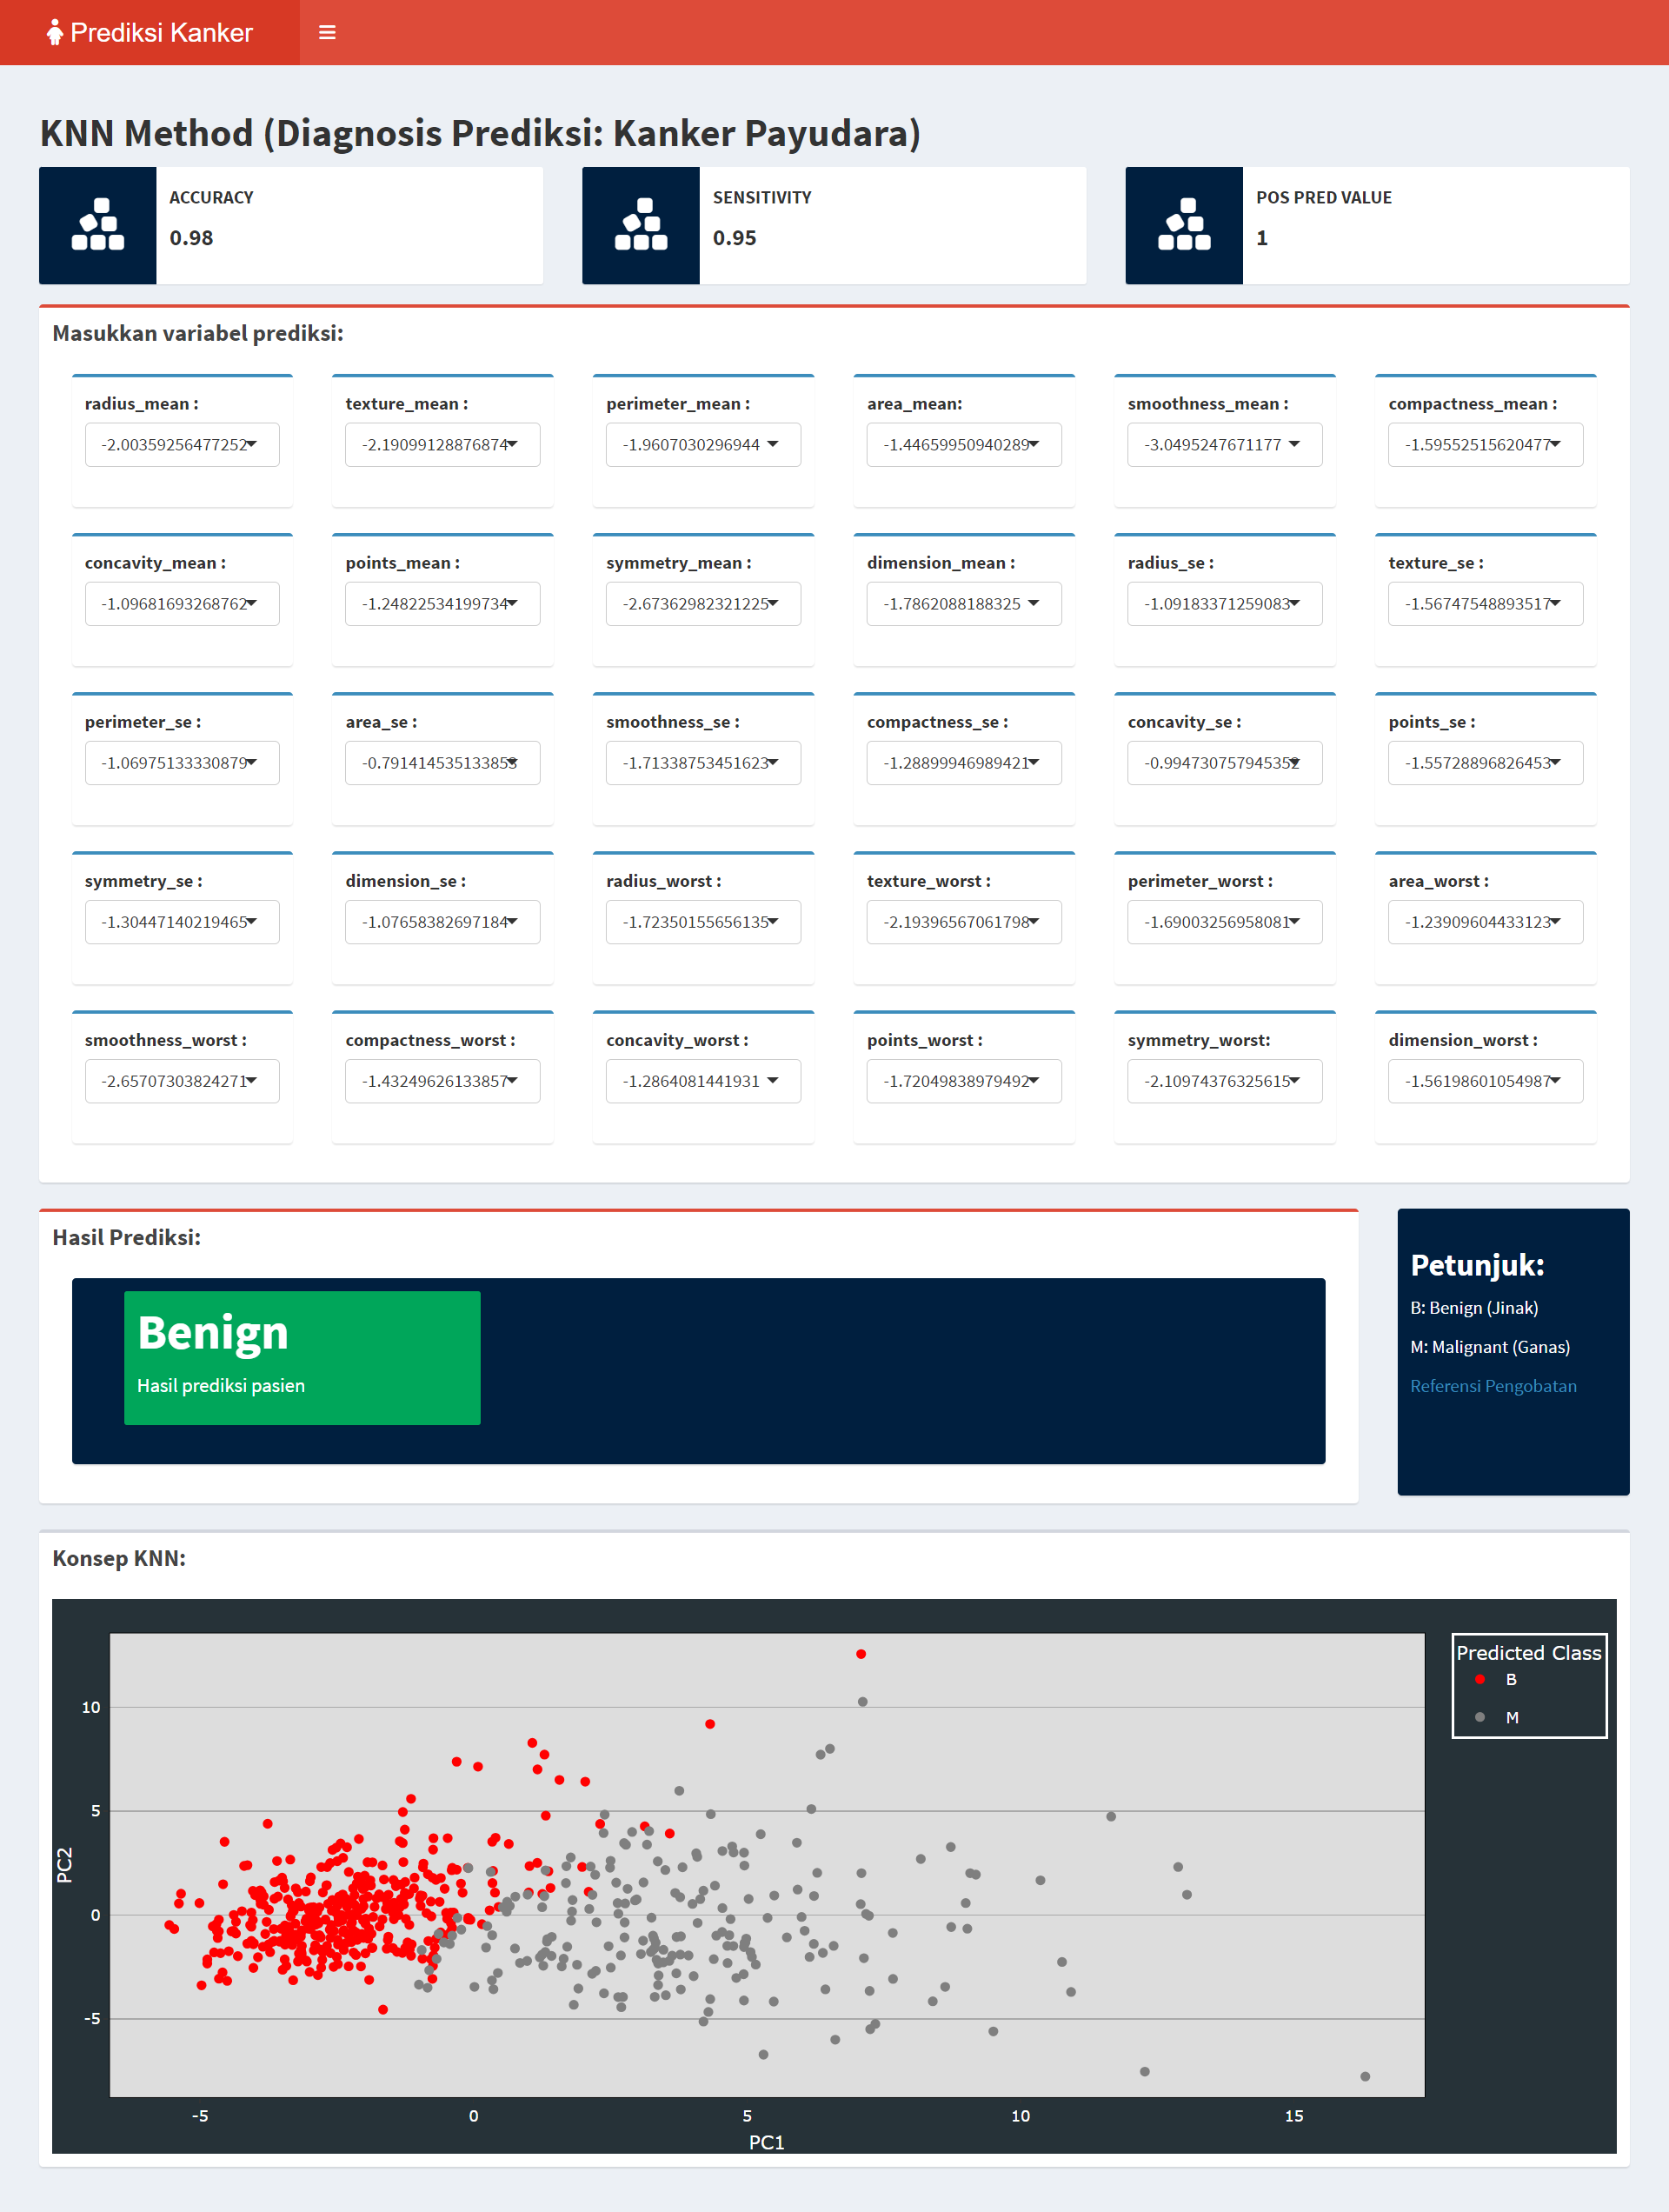 Prediksi Kanker
KNN Method (Diagnosis Prediksi: Kanker Payudara)
ACCURACY
0.98
SENSITIVITY
0.95
POS PRED VALUE
1
Masukkan variabel prediksi:
radius_mean :
-2.00359256477252
texture_mean :
-2.19099128876874
perimeter_mean :
-1.9607030296944
area_mean:
-1.44659950940289
smoothness_mean :
-3.0495247671177
compactness_mean :
-1.59552515620477
concavity_mean :
-1.09681693268762
points_mean :
-1.24822534199734
symmetry_mean :
-2.67362982321225
dimension_mean :
-1.7862088188325
radius_se :
-1.09183371259083
texture_se :
-1.56747548893517
perimeter_se :
-1.06975133330879
area_se :
-0.791414535133853
smoothness_se :
-1.71338753451623
compactness_se :
-1.28899946989421
concavity_se :
-0.994730757945352
points_se :
-1.55728896826453
symmetry_se :
-1.30447140219465
dimension_se :
-1.07658382697184
radius_worst :
-1.72350155656135
texture_worst :
-2.19396567061798
perimeter_worst :
-1.69003256958081
area_worst :
-1.23909604433123
smoothness_worst :
-2.65707303824271
compactness_worst :
-1.43249626133857
concavity_worst :
-1.2864081441931
points_worst :
-1.72049838979492
symmetry_worst:
-2.10974376325615
dimension_worst :
-1.56198601054987
Hasil Prediksi:
Benign
Hasil prediksi pasien
Petunjuk:
B: Benign (Jinak)
M: Malignant (Ganas)
Referensi Pengobatan
Konsep KNN:
Predicted Class
B
M
10
5
0
-5
PC2
-5
0
5
10
15
PC1